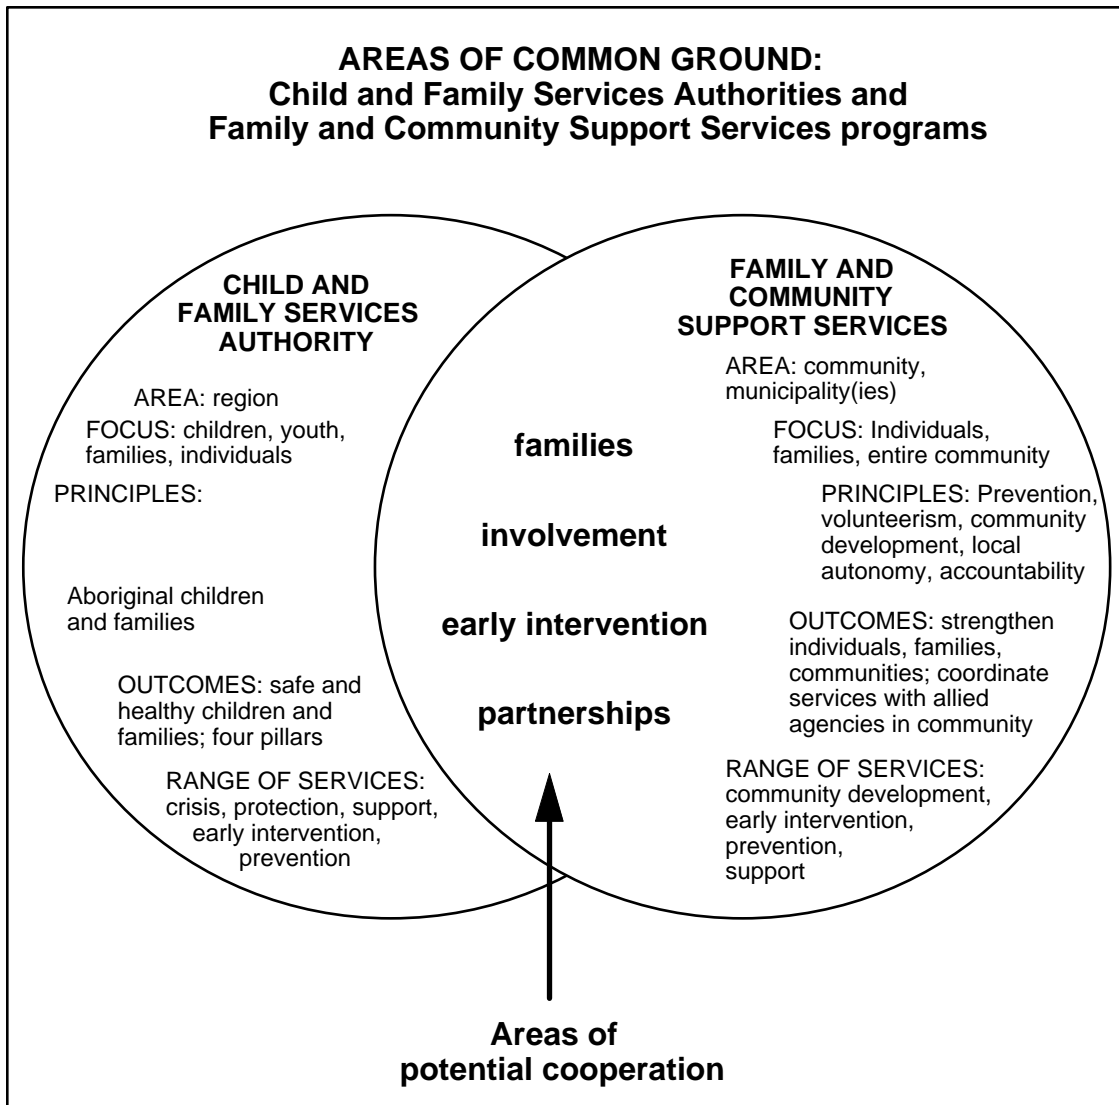 AREAS OF COMMON GROUND:
Child and Family Services Authorities and
Family and Community Support Services programs
CHILD AND
FAMILY SERVICES
AUTHORITY
AREA: region
FOCUS: children, youth,
families, individuals
PRINCIPLES:
Aboriginal children
and families
OUTCOMES: safe and
healthy children and
families; four pillars
RANGE OF SERVICES:
crisis, protection, support,
early intervention,
prevention
families
involvement
early intervention
partnerships
FAMILY AND
COMMUNITY
SUPPORT SERVICES
AREA: community,
municipality(ies)
FOCUS: Individuals,
families, entire community
PRINCIPLES: Prevention,
volunteerism, community
development, local
autonomy, accountability
OUTCOMES: strengthen
individuals, families,
communities; coordinate
services with allied
agencies in community
RANGE OF SERVICES:
community development,
early intervention,
prevention,
support
Areas of
potential cooperation